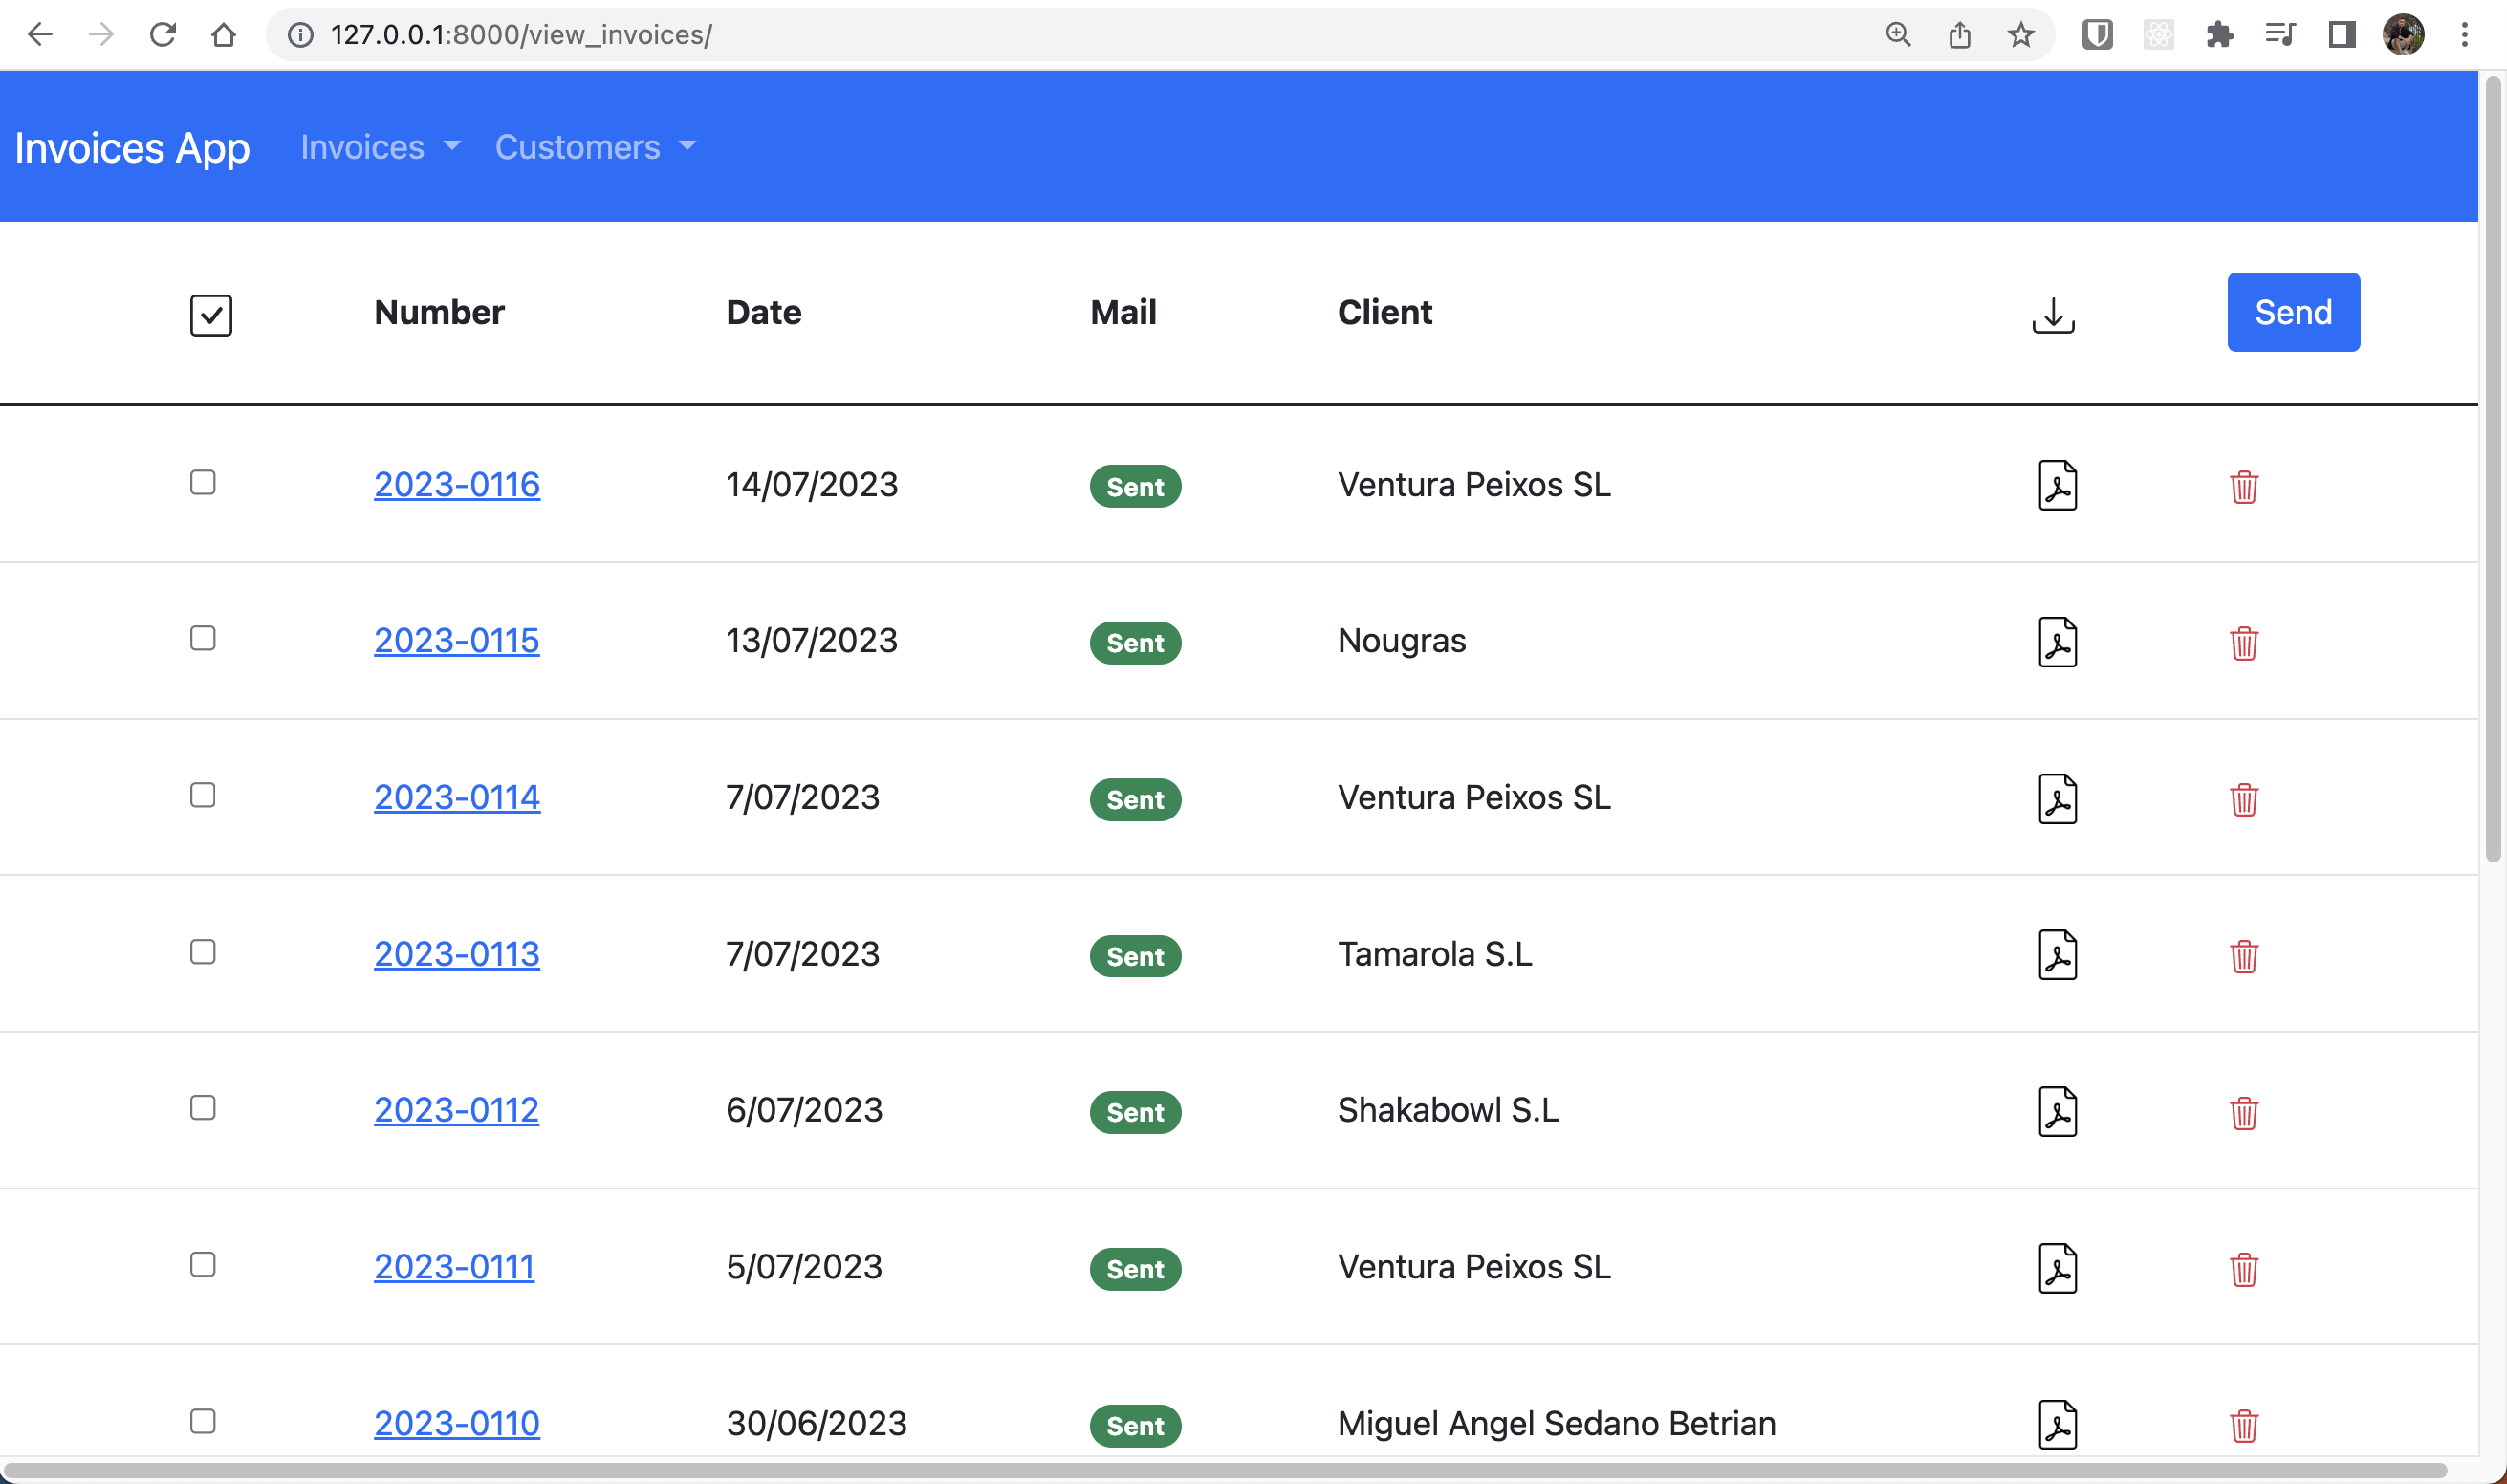 127.0.0.1:8000/view_invoices/
Invoices App Invoices Customers
Number Date Mail Client Send
2023-0116 14/07/2023 Sent Ventura Peixos SL
2023-0115 13/07/2023 Sent Nougras
2023-0114 7/07/2023 Sent Ventura Peixos SL
2023-0113 7/07/2023 Sent Tamarola S.L
2023-0112 6/07/2023 Sent Shakabowl S.L
2023-0111 5/07/2023 Sent Ventura Peixos SL
2023-0110 30/06/2023 Sent Miguel Angel Sedano Betrian